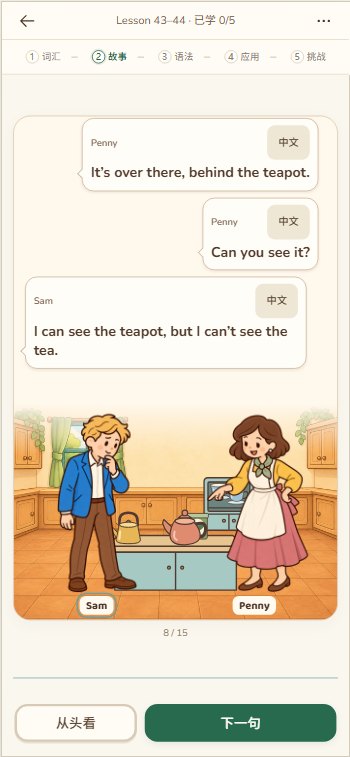 Lesson 43–44 · 已学 0/5
1 词汇 – 2 故事 – 3 语法 – 4 应用 – 5 挑战
Penny
中文
It's over there, behind the teapot.
Penny
中文
Can you see it?
Sam
中文
I can see the teapot, but I can't see the
tea.
Sam
Penny
8 / 15
从头看
下一句